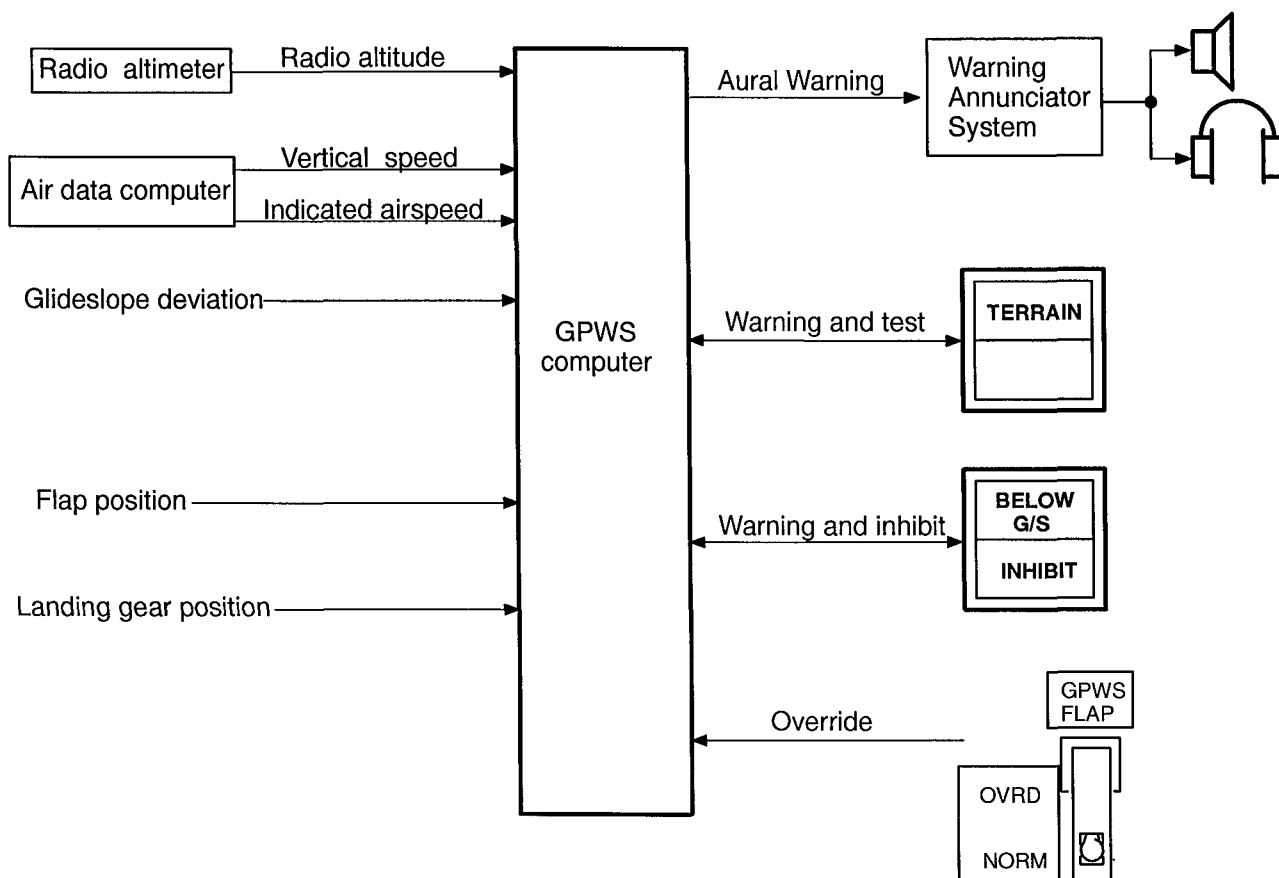 Radio altimeter
Radio altitude
Air data computer
Vertical speed
Indicated airspeed
Glideslope deviation
Flap position
Landing gear position
GPWS
computer
Aural Warning
Warning
Annunciator
System
Warning and test
TERRAIN
Warning and inhibit
BELOW
G/S
INHIBIT
Override
GPWS
FLAP
OVRD
NORM